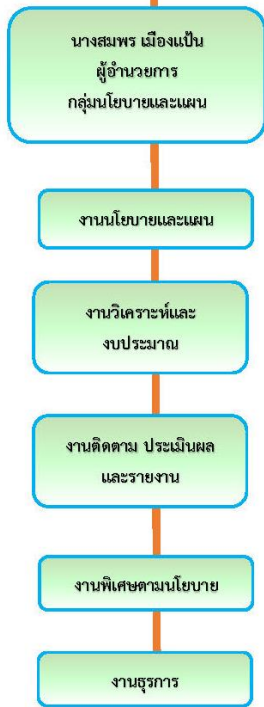 นางสมพร เมืองแป้น
ผู้อำนวยการ
กลุ่มนโยบายและแผน
งานนโยบายและแผน
งานวิเคราะห์และ
งบประมาณ
งานติดตาม ประเมินผล
และรายงาน
งานพิเศษตามนโยบาย
งานธุรการ